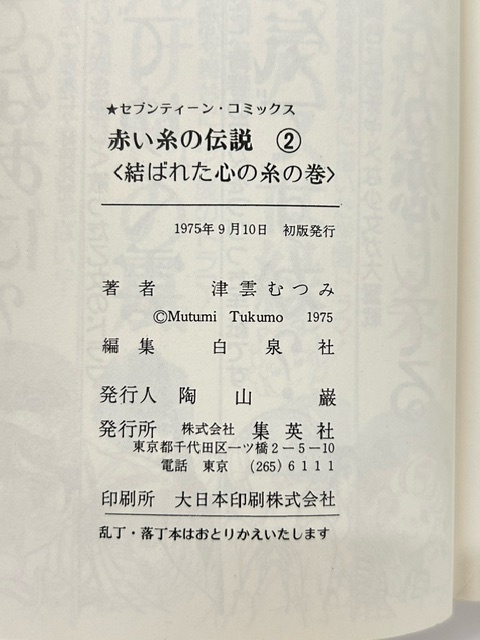 ★セブンティーン・コミックス
赤い糸の伝説 ②
〈結ばれた心の糸の巻〉
1975年9月10日 初版発行
著者 津雲むつみ
©Mutumi Tukumo 1975
編集 白泉社
発行人 陶山巌
発行所 株式会社 集英社
東京都千代田区一ツ橋2-5-10
電話 東京 (265)6111
印刷所 大日本印刷株式会社
乱丁・落丁本はおとりかえいたします